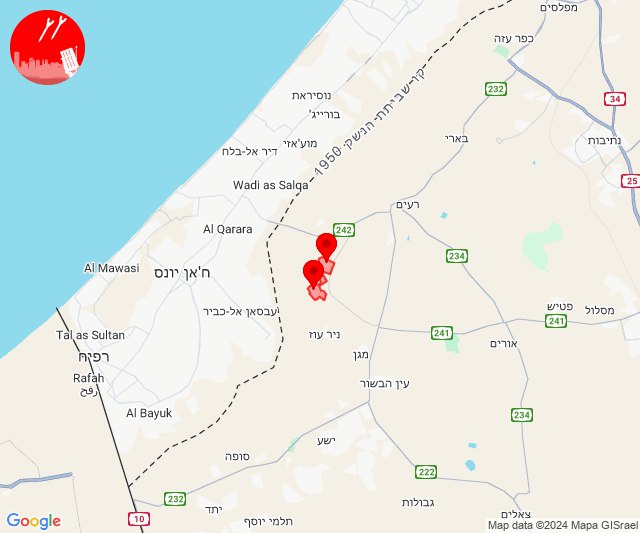 מפלסים
כפר עזה
232
34
נוסיראת
בורייג'
קו שביתת הנשק 1950
נתיבות
מוע'אזי
בארי
דיר אל-בלח
25
Wadi as Salqa
רעים
Al Qarara
242
234
Al Mawasi
ח'אן יונס
עבסאן אל-כביר
פטיש
מסלול
241
241
Tal as Sultan
ניר עוז
אורים
רפיח
מגן
Rafah
رفح
עין הבשור
Al Bayuk
234
ישע
סופה
222
232
יתד
גבולות
10
תלמי יוסף
צאלים
Google
Map data ©2024 Mapa GISrael